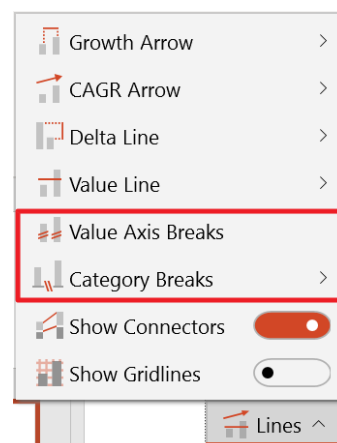 Growth Arrow
CAGR Arrow
Delta Line
Value Line
Value Axis Breaks
Category Breaks
Show Connectors
Show Gridlines
Lines